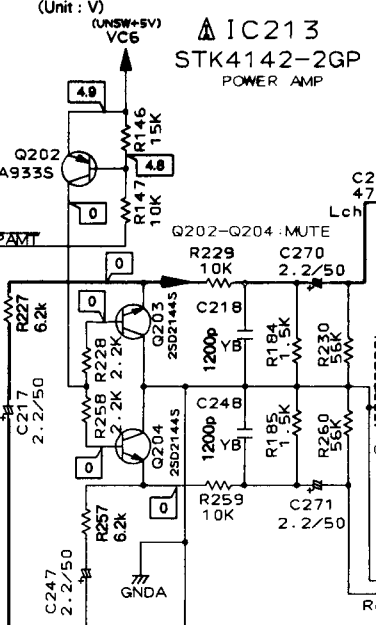 (Unit : V)
(UNSW+5V)
VC6
IC213
STK4142-2GP
POWER AMP
4.9
R146
15K
Q202
A933S
4.8
R147
10K
0
Q202-Q204 :MUTE
C2
47
Lch
PAMT
0
R229
10K
C270
2.2/50
0
R227
6.2k
Q203
2SD2144S
C218
1200p
YB
R184
1.5K
R230
56K
R228
2.2K
R258
2.2K
C217
2.2/50
C248
1200p
YB
R185
1.5K
R260
56K
Q204
2SD2144S
0
R259
10K
0
C271
2.2/50
R257
6.2k
C247
2.2/50
GNDA
R